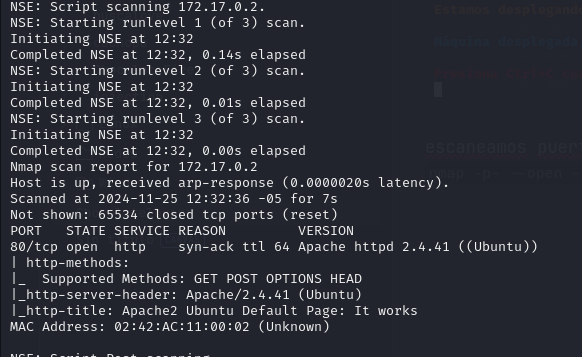 NSE: Script scanning 172.17.0.2.
NSE: Starting runlevel 1 (of 3) scan.
Initiating NSE at 12:32
Completed NSE at 12:32, 0.14s elapsed
NSE: Starting runlevel 2 (of 3) scan.
Initiating NSE at 12:32
Completed NSE at 12:32, 0.01s elapsed
NSE: Starting runlevel 3 (of 3) scan.
Initiating NSE at 12:32
Completed NSE at 12:32, 0.00s elapsed
Nmap scan report for 172.17.0.2
Host is up, received arp-response (0.0000020s latency).
Scanned at 2024-11-25 12:32:36 -05 for 7s
Not shown: 65534 closed tcp ports (reset)
PORT   STATE SERVICE REASON         VERSION
80/tcp open  http    syn-ack ttl 64 Apache httpd 2.4.41 ((Ubuntu))
| http-methods:
|_  Supported Methods: GET POST OPTIONS HEAD
|_http-server-header: Apache/2.4.41 (Ubuntu)
|_http-title: Apache2 Ubuntu Default Page: It works
MAC Address: 02:42:AC:11:00:02 (Unknown)
NSE: Script Post-scanning.
Estamos desplegando
escaneamos puer
nmap -p- --open